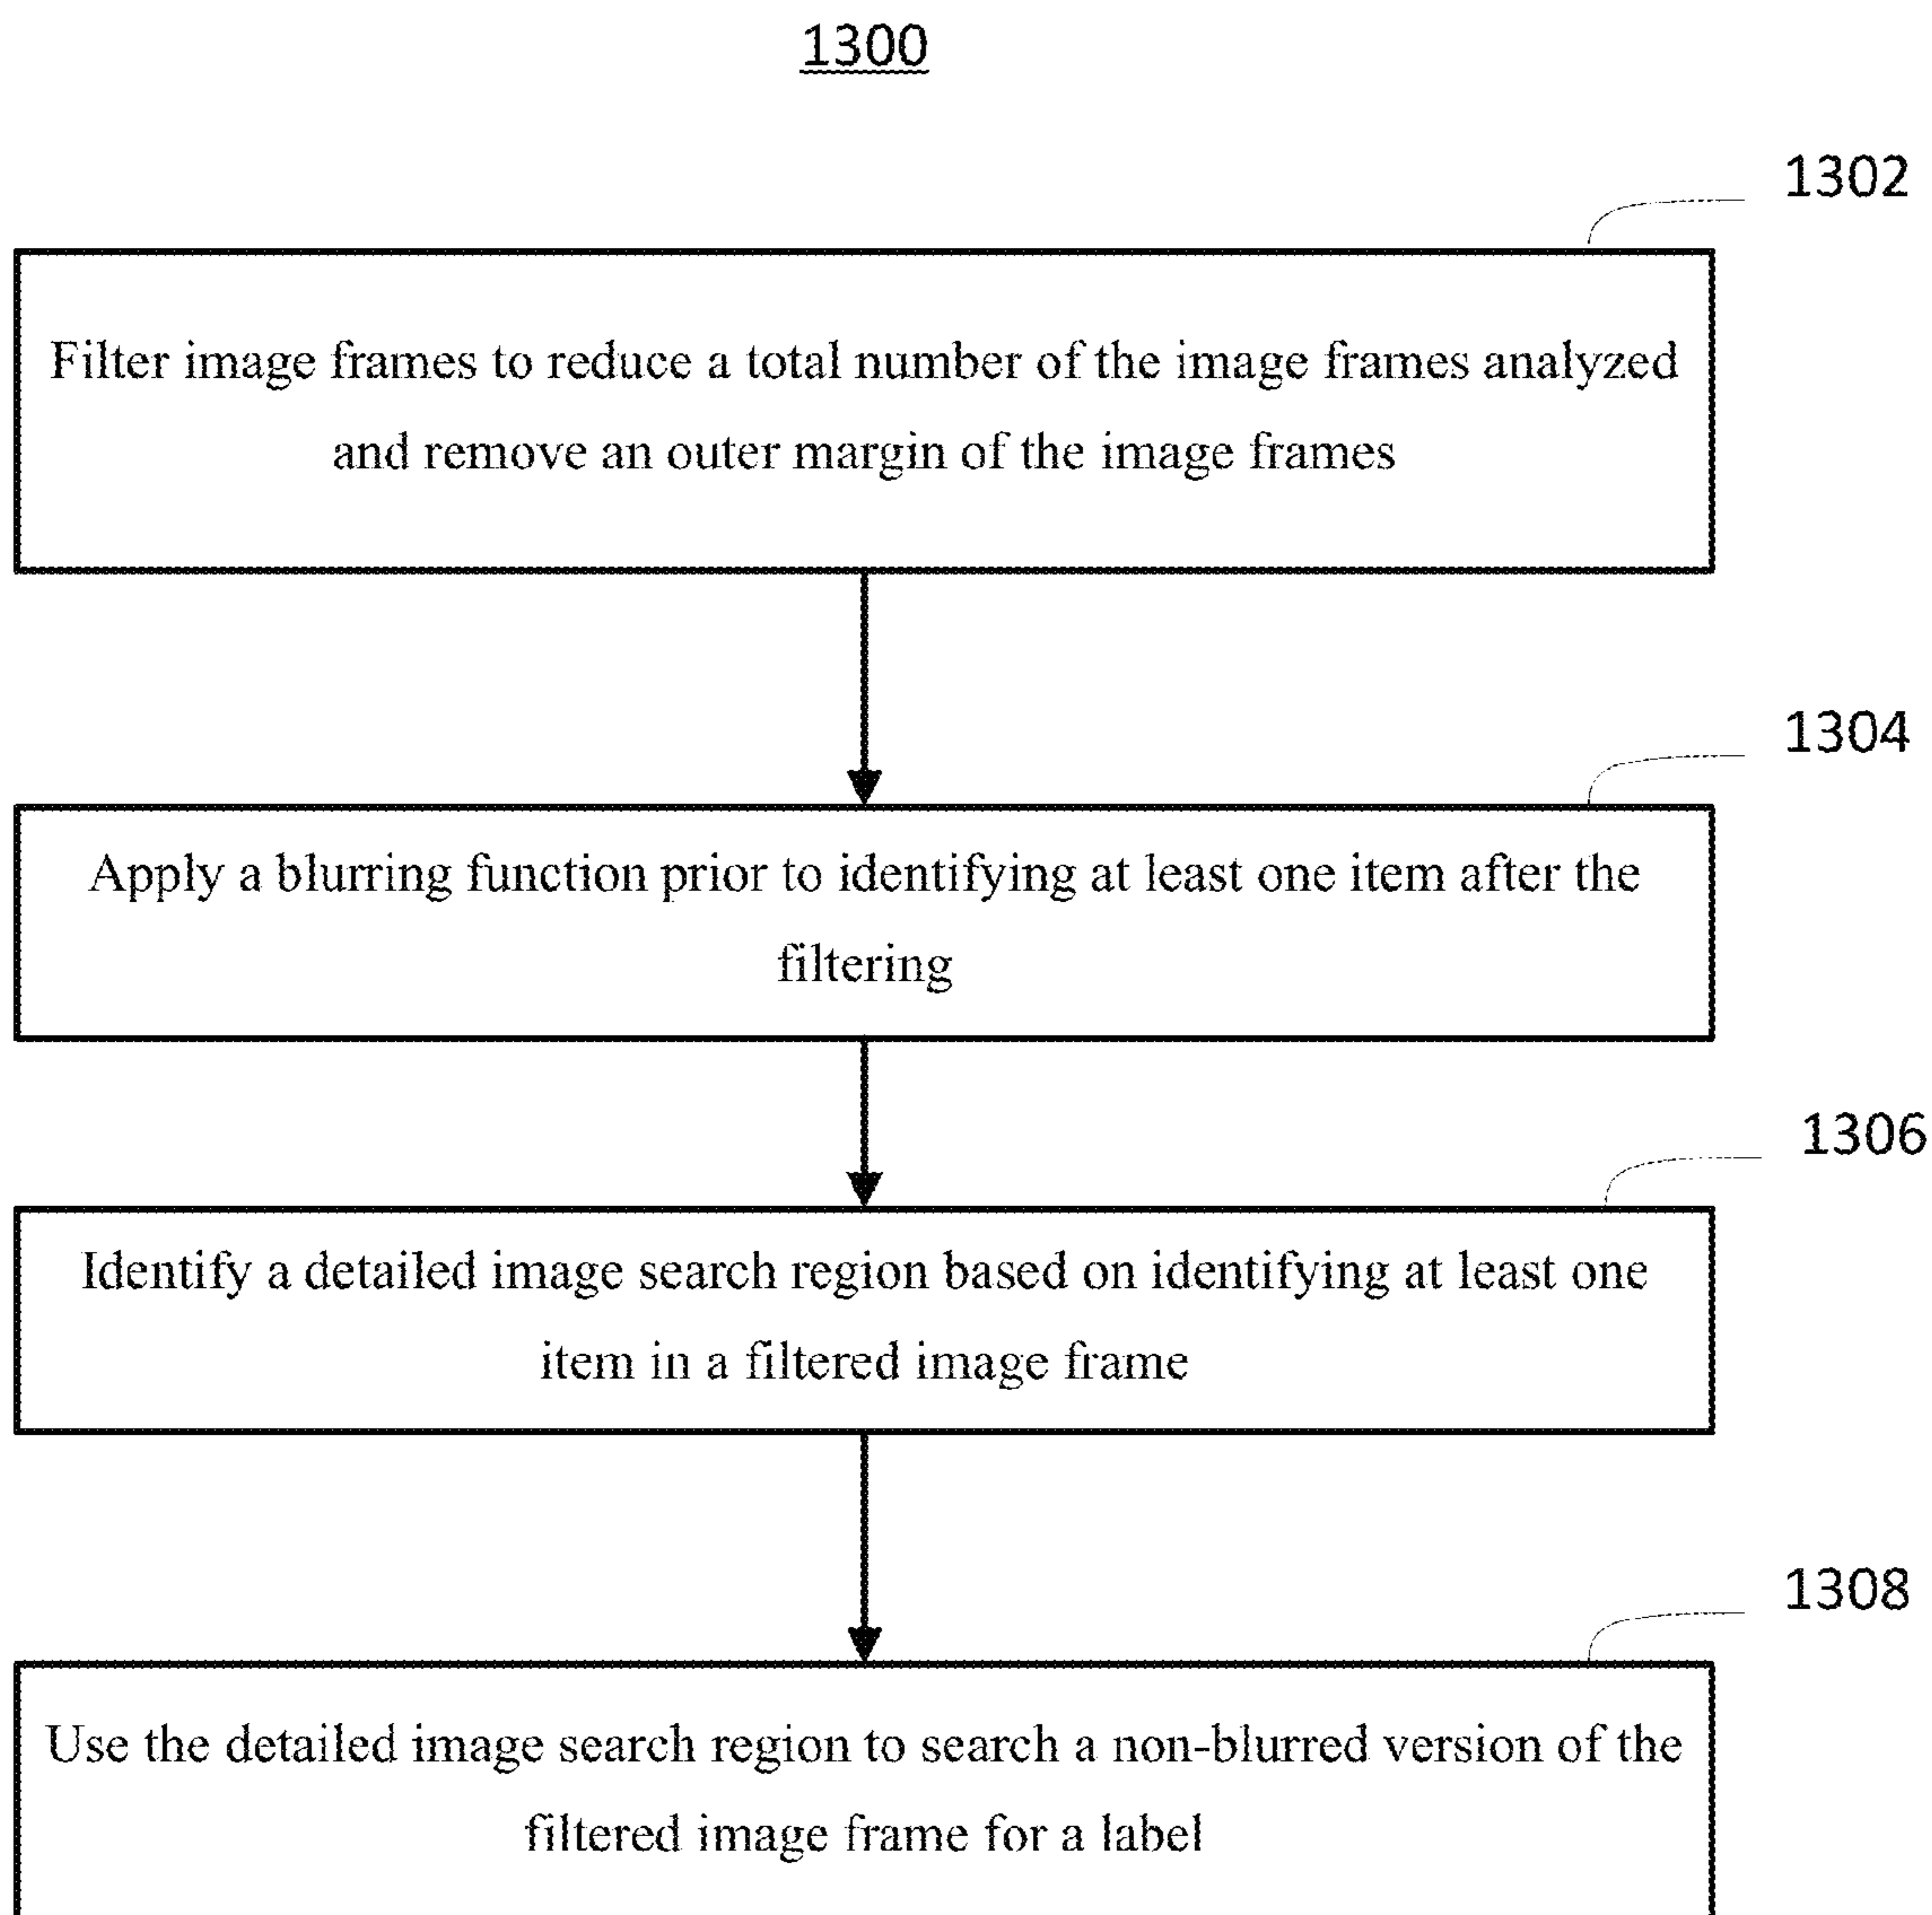 1300
1302
Filter image frames to reduce a total number of the image frames analyzed
and remove an outer margin of the image frames
1304
Apply a blurring function prior to identifying at least one item after the
filtering
1306
Identify a detailed image search region based on identifying at least one
item in a filtered image frame
1308
Use the detailed image search region to search a non-blurred version of the
filtered image frame for a label